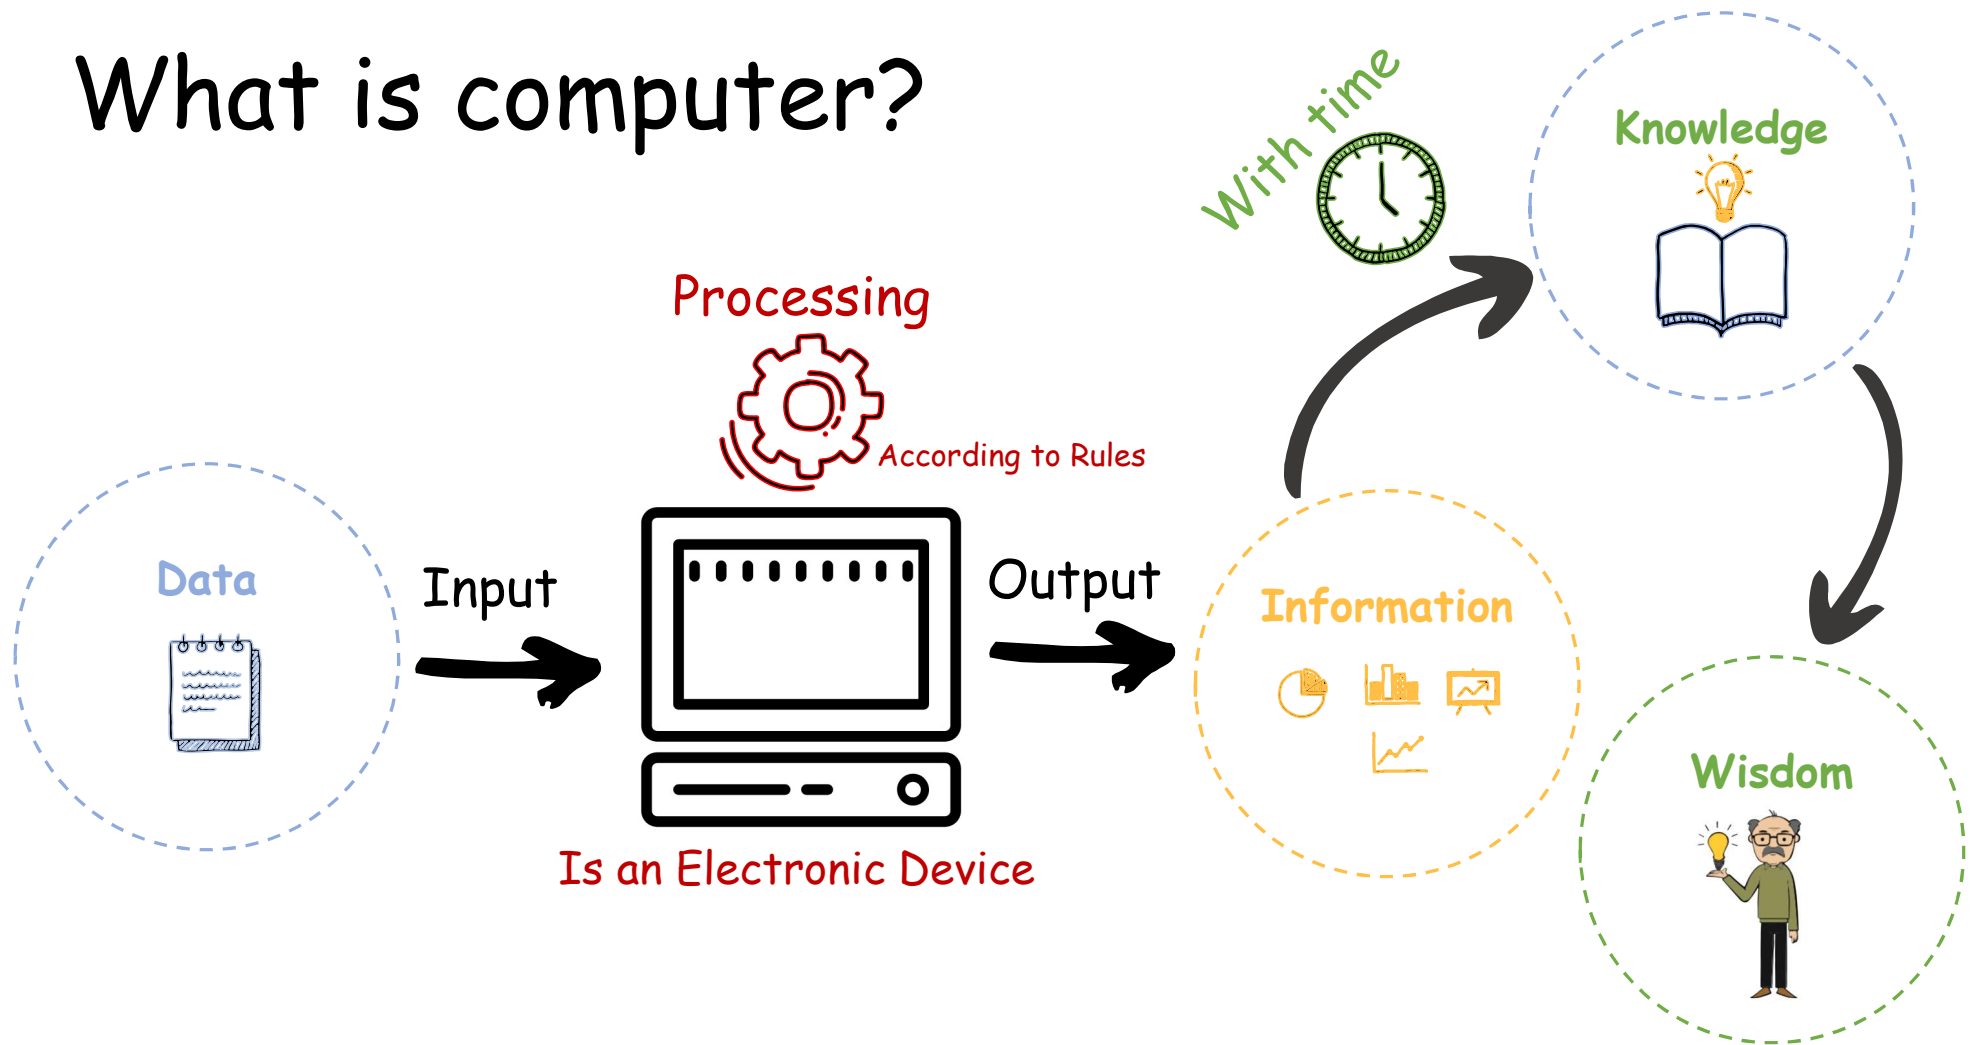 What is computer?
With time
Knowledge
Processing
According to Rules
Data
Input
Output
Information
Wisdom
Is an Electronic Device